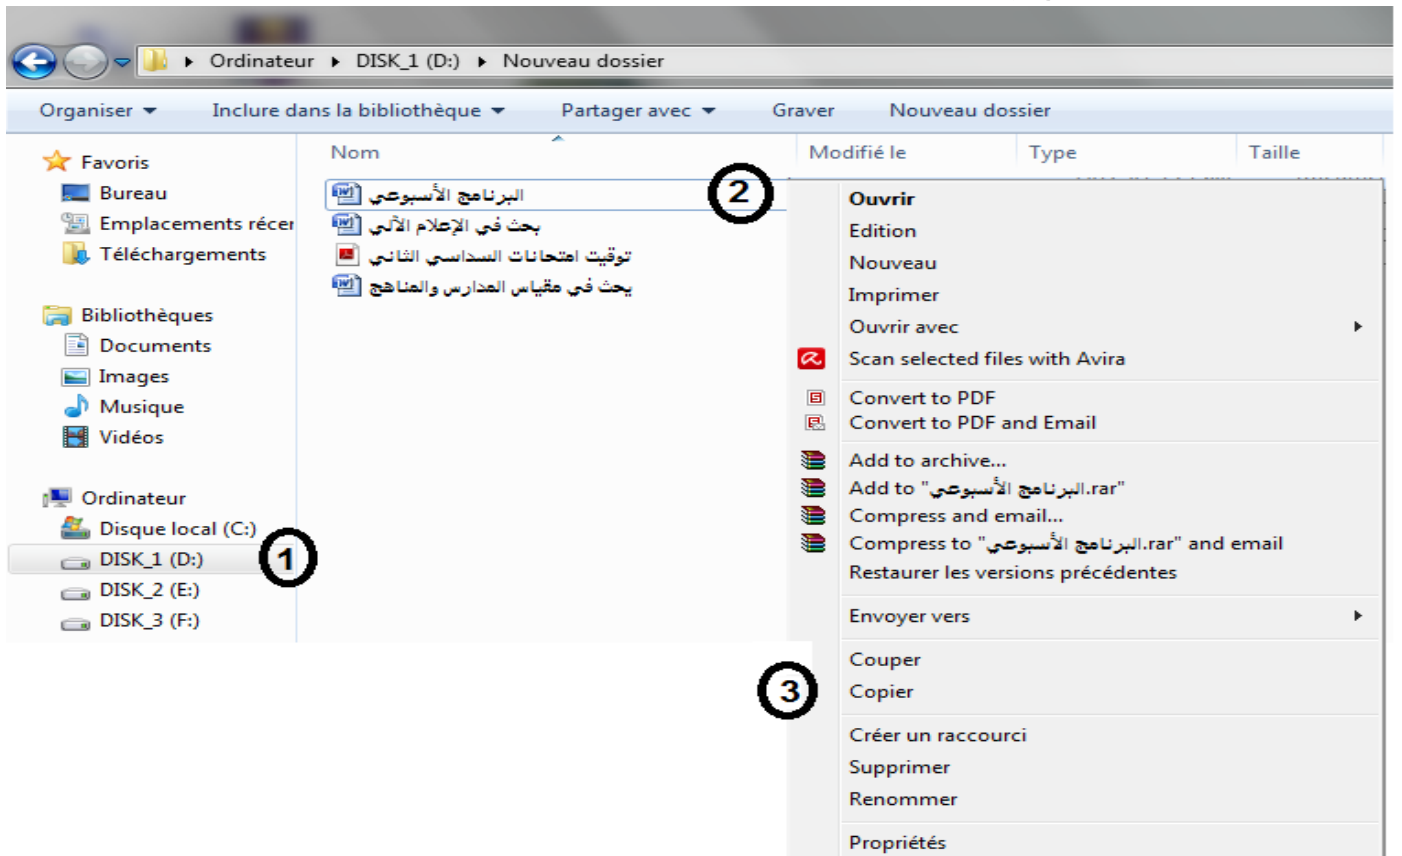 Ordinateur ▸ DISK_1 (D:) ▸ Nouveau dossier
Organiser Inclure dans la bibliothèque Partager avec Graver Nouveau dossier
Nom Modifié le Type Taille
Favoris
Bureau
Emplacements récer
Téléchargements
Bibliothèques
Documents
Images
Musique
Vidéos
Ordinateur
Disque local (C:)
DISK_1 (D:)
DISK_2 (E:)
DISK_3 (F:)
1
البرنامج الأسبوعي
بحث في الإعلام الآلي
توقيت امتحانات السداسي الثاني
يحث في مقياس المدارس والمناهج
2
Ouvrir
Edition
Nouveau
Imprimer
Ouvrir avec
Scan selected files with Avira
Convert to PDF
Convert to PDF and Email
Add to archive...
Add to "البرنامج الأسبوعي.rar"
Compress and email...
Compress to "البرنامج الأسبوعي.rar" and email
Restaurer les versions précédentes
Envoyer vers
Couper
3
Copier
Créer un raccourci
Supprimer
Renommer
Propriétés